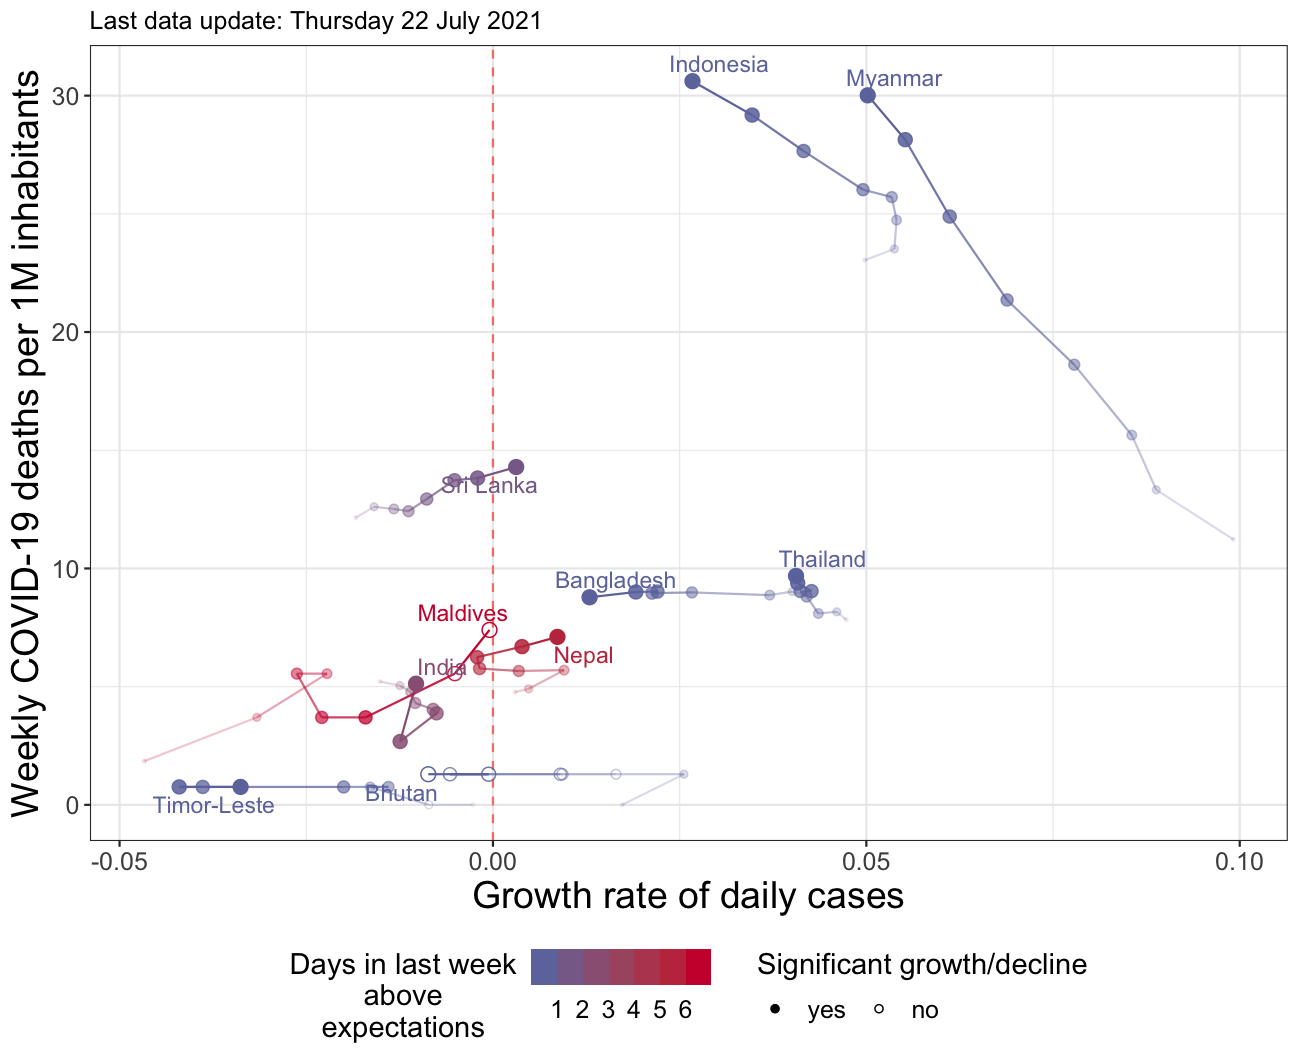 Last data update: Thursday 22 July 2021
Weekly COVID-19 deaths per 1M inhabitants
30
20
10
0
Indonesia
Myanmar
Sri Lanka
Thailand
Bangladesh
Maldives
Nepal
India
Bhutan
Timor-Leste
-0.05
0.00
0.05
0.10
Growth rate of daily cases
Days in last week
above
expectations
1 2 3 4 5 6
Significant growth/decline
yes
no